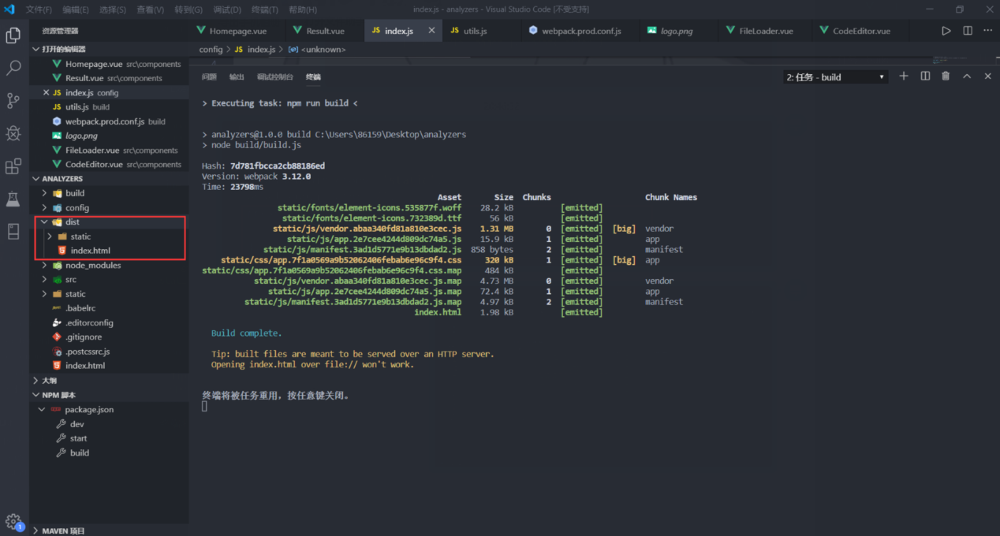 文件(F) 编辑(E) 选择(S) 查看(V) 转到(G) 调试(D) 终端(T) 帮助(H) index.js - analyzers - Visual Studio Code [不受支持]
资源管理器
Homepage.vue Result.vue JS index.js JS utils.js webpack.prod.conf.js logo.png FileLoader.vue CodeEditor.vue
打开的编辑器
Homepage.vue src\components
Result.vue src\components
JS index.js config
JS utils.js build
webpack.prod.conf.js build
logo.png
FileLoader.vue src\components
CodeEditor.vue src\components
ANALYZERS
build
config
dist
static
index.html
node_modules
src
static
.babelrc
.editorconfig
.gitignore
.postcssrc.js
index.html
大纲
NPM 脚本
package.json
dev
start
build
MAVEN 项目
1
config > JS index.js > <unknown>
4
问题 输出 调试控制台 终端 2: 任务 - build
> Executing task: npm run build <
> analyzers@1.0.0 build C:\Users\86159\Desktop\analyzers
> node build/build.js
Hash: 7d781fbcca2cb88186ed
Version: webpack 3.12.0
Time: 23798ms
Asset Size Chunks Chunk Names
static/fonts/element-icons.535877f.woff 28.2 kB [emitted]
static/fonts/element-icons.732389d.ttf 56 kB [emitted]
static/js/vendor.abaa340fd81a810e3cec.js 1.31 MB 0 [emitted] [big] vendor
static/js/app.2e7cee4244d809dc74a5.js 15.9 kB 1 [emitted] app
static/js/manifest.3ad1d5771e9b13dbdad2.js 858 bytes 2 [emitted] manifest
static/css/app.7f1a0569a9b52062406febab6e96c9f4.css 320 kB 1 [emitted] [big] app
static/css/app.7f1a0569a9b52062406febab6e96c9f4.css.map 484 kB [emitted]
static/js/vendor.abaa340fd81a810e3cec.js.map 4.73 MB 0 [emitted] vendor
static/js/app.2e7cee4244d809dc74a5.js.map 72.4 kB 1 [emitted] app
static/js/manifest.3ad1d5771e9b13dbdad2.js.map 4.97 kB 2 [emitted] manifest
index.html 1.98 kB [emitted]
Build complete.
Tip: built files are meant to be served over an HTTP server.
Opening index.html over file:// won't work.
终端将被任务重用，按任意键关闭。